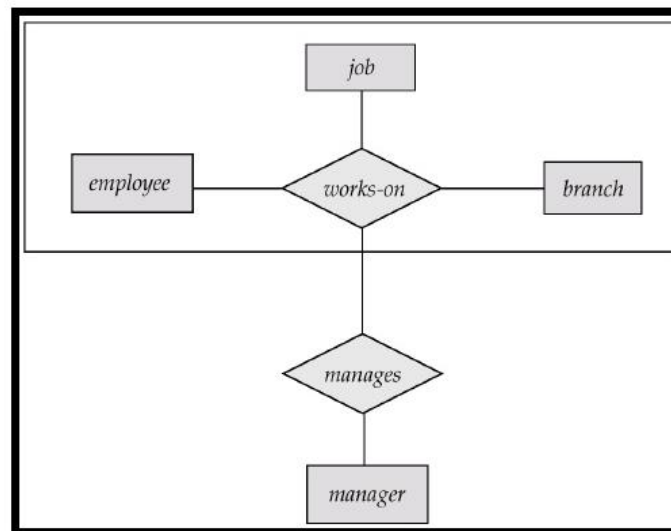 job
employee
works-on
branch
manages
manager